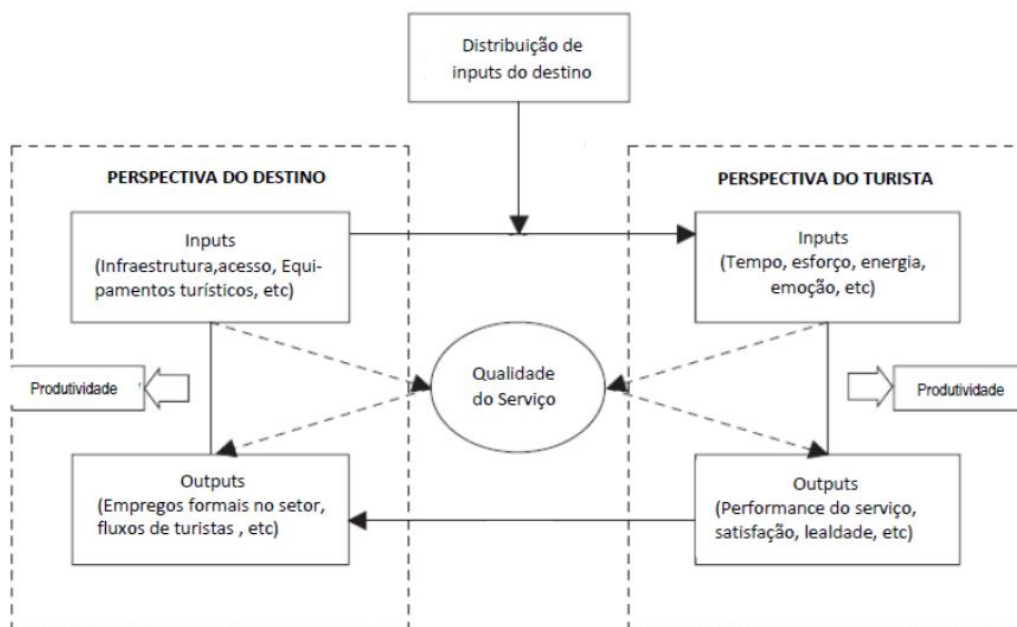 Distribuição de
inputs do destino
PERSPECTIVA DO DESTINO
Inputs
(Infraestrutura,acesso, Equi-
pamentos turísticos, etc)
Produtividade
Outputs
(Empregos formais no setor,
fluxos de turistas , etc)
Qualidade
do Serviço
PERSPECTIVA DO TURISTA
Inputs
(Tempo, esforço, energia,
emoção, etc)
Produtividade
Outputs
(Performance do serviço,
satisfação, lealdade, etc)